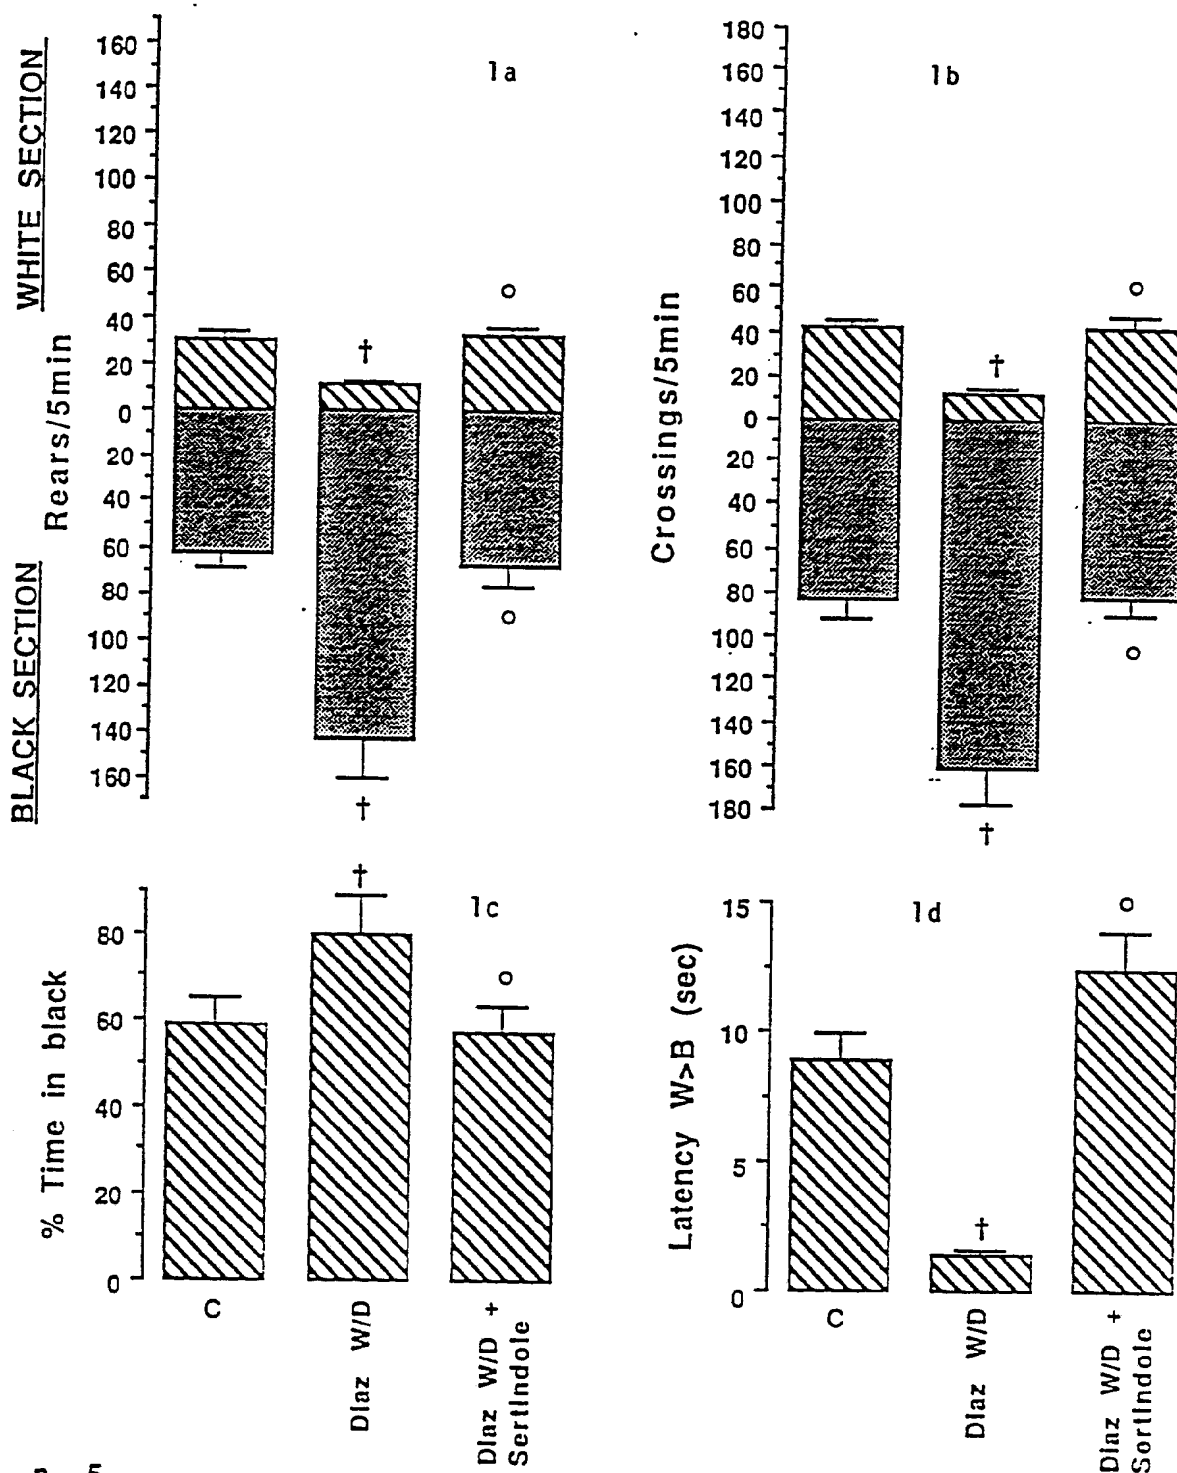 WHITE SECTION
BLACK SECTION
Rears/5min
1a
160
140
120
100
80
60
40
20
0
20
40
60
80
100
120
140
160
o
†
o
†
Crossings/5min
1b
180
160
140
120
100
80
60
40
20
0
20
40
60
80
100
120
140
160
180
o
†
o
†
% Time in black
1c
80
60
40
20
0
†
o
C
Diaz W/D
Diaz W/D +
Sertindole
Latency W>B (sec)
1d
15
10
5
0
o
†
C
Diaz W/D
Diaz W/D +
Sortindole